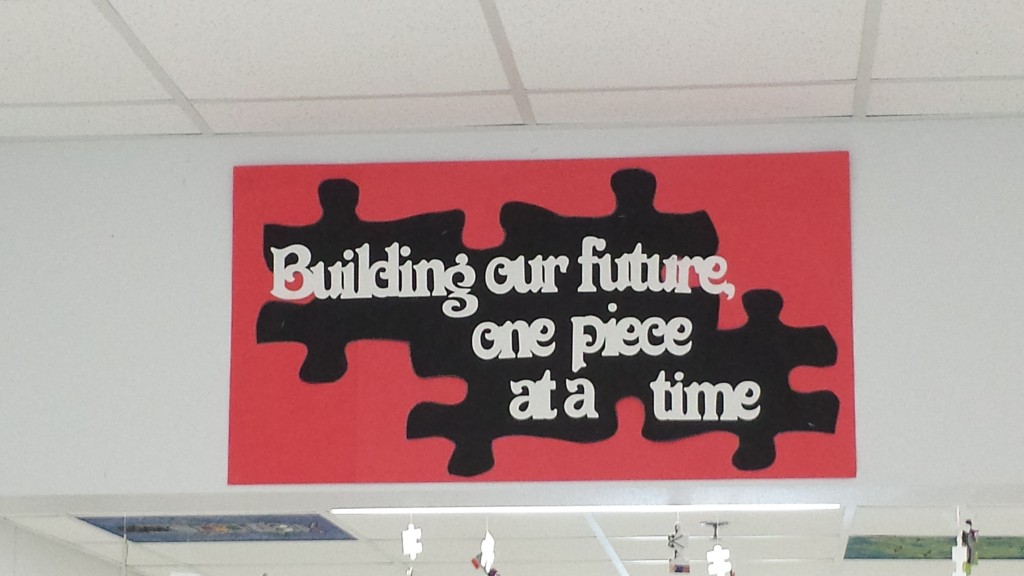 Building our future,
one piece
at a time